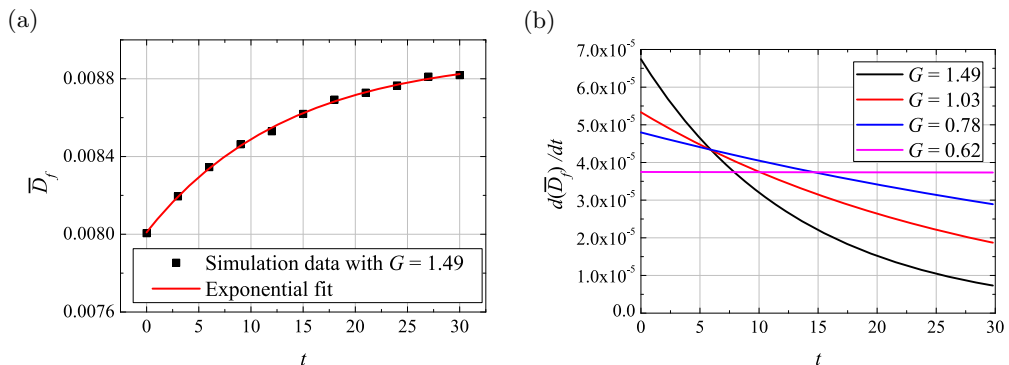 (a)
0.0088
0.0084
0.0080
0.0076
D̅f
Simulation data with G = 1.49
Exponential fit
0 5 10 15 20 25 30
t
(b)
7.0x10⁻⁵
6.0x10⁻⁵
5.0x10⁻⁵
4.0x10⁻⁵
3.0x10⁻⁵
2.0x10⁻⁵
1.0x10⁻⁵
0.0
d(D̅f) /dt
G = 1.49
G = 1.03
G = 0.78
G = 0.62
0 5 10 15 20 25 30
t